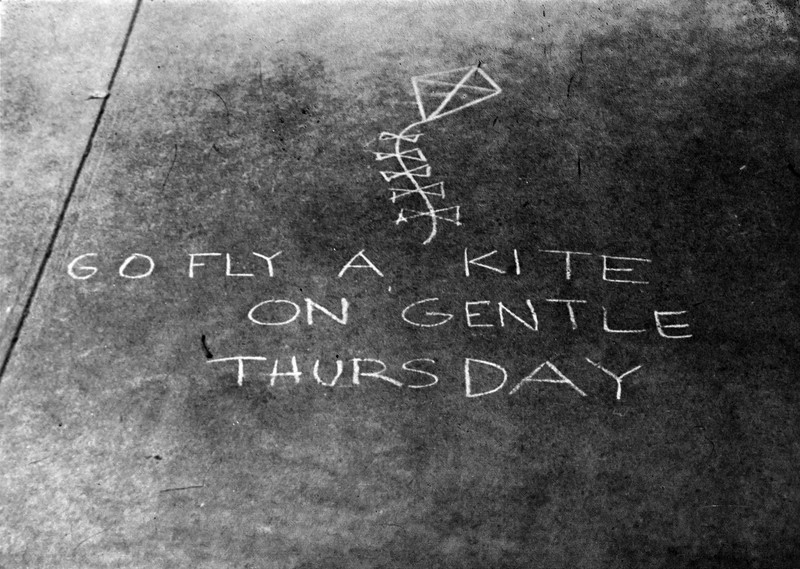 GO FLY A KITE
ON GENTLE
THURSDAY